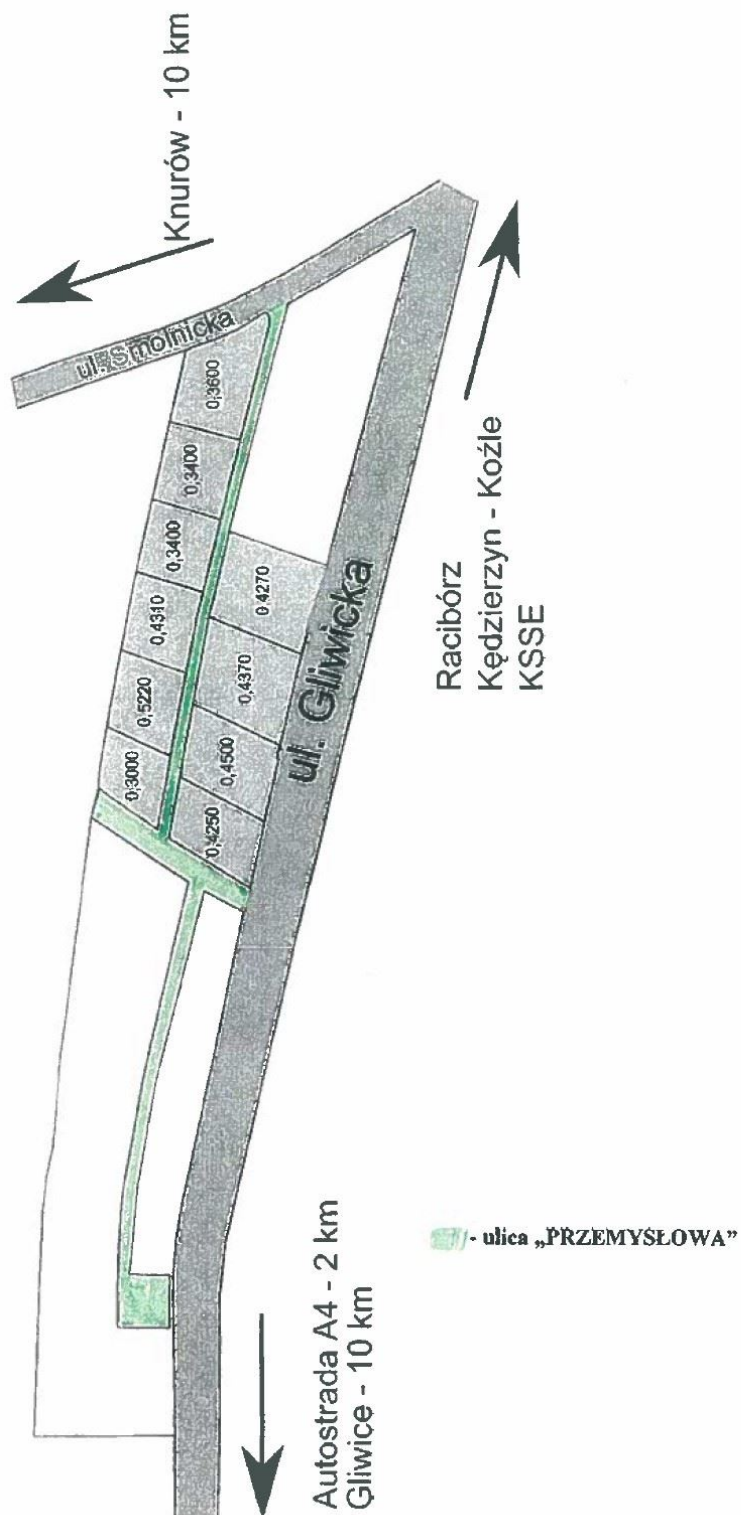 Knurów - 10 km
ul. Smolnicka
0,3600
0,3400
0,3400
0,4310
0,5220
0,3000
0,4270
0,4370
0,4500
0,4250
ul. Gliwicka
Racibórz
Kędzierzyn - Koźle
KSSE
Autostrada A4 - 2 km
Gliwice - 10 km
- ulica „PRZEMYSŁOWA”